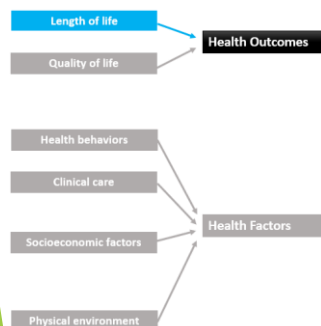 Length of life
Health Outcomes
Quality of life
Health behaviors
Clinical care
Health Factors
Socioeconomic factors
Physical environment